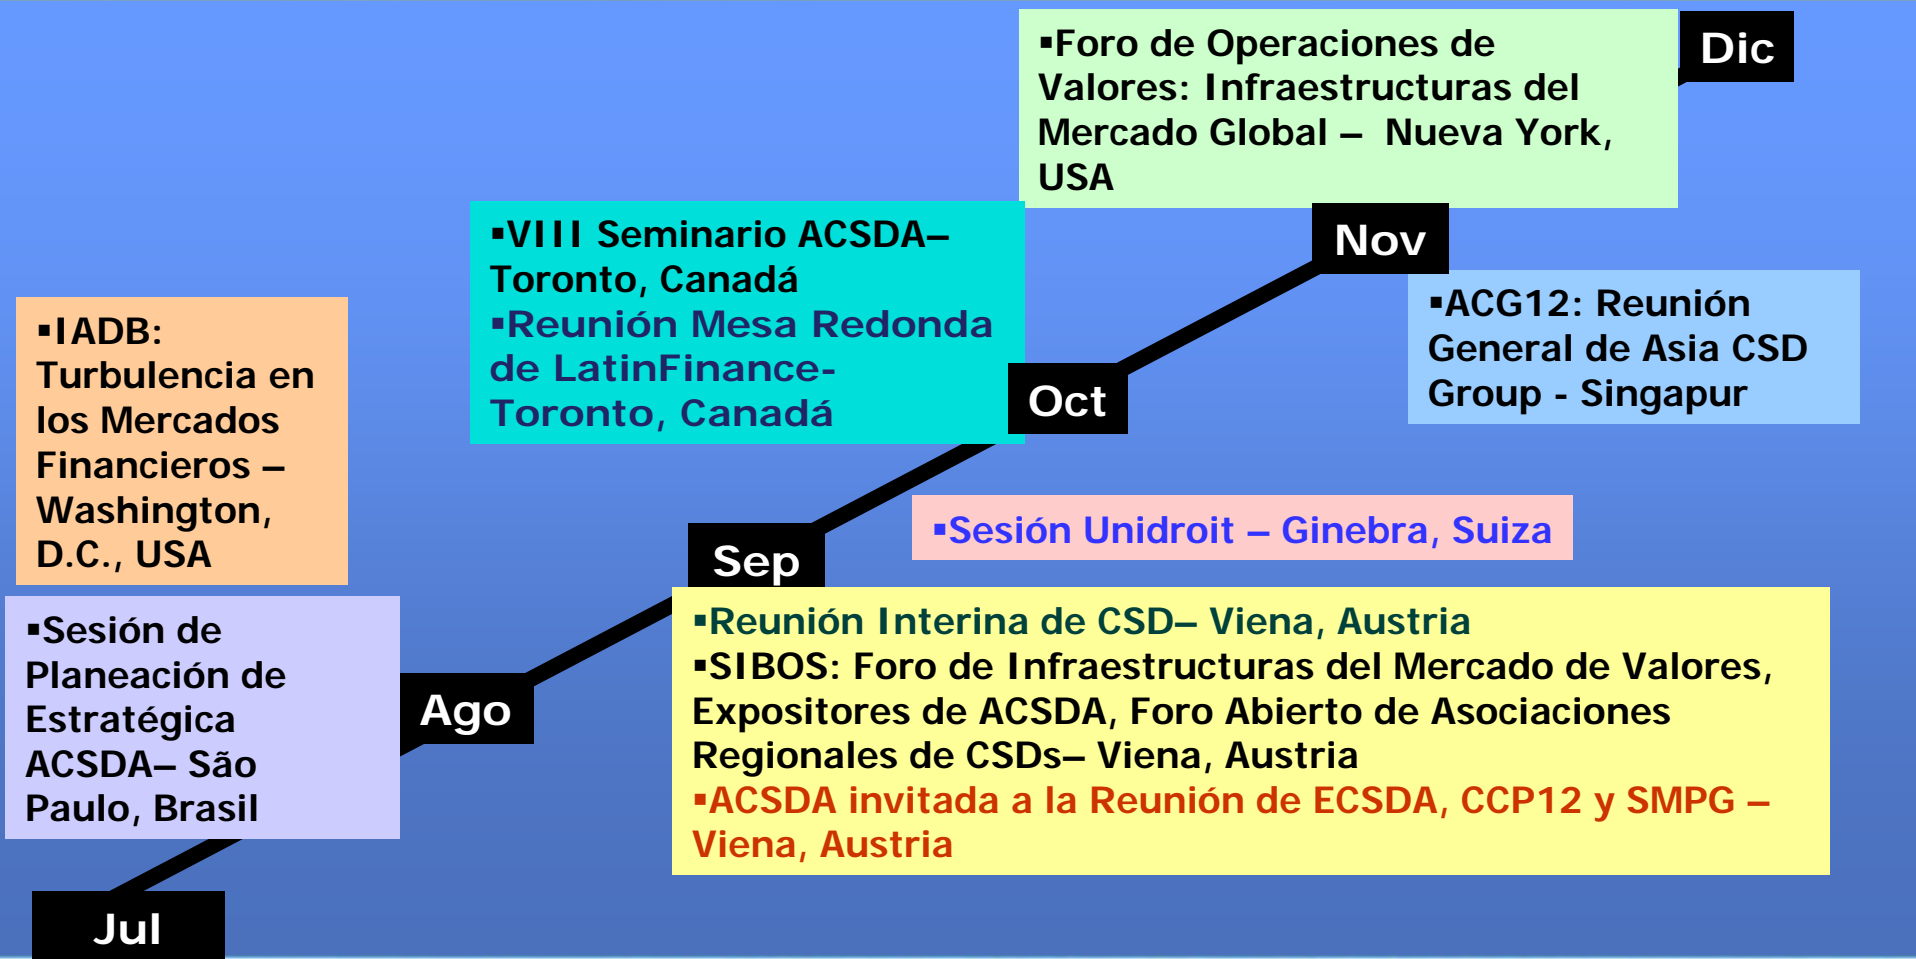 ▪Foro de Operaciones de
Valores: Infraestructuras del
Mercado Global – Nueva York,
USA
Dic
▪VIII Seminario ACSDA–
Toronto, Canadá
▪Reunión Mesa Redonda
de LatinFinance-
Toronto, Canadá
Nov
▪ACG12: Reunión
General de Asia CSD
Group - Singapur
▪IADB:
Turbulencia en
los Mercados
Financieros –
Washington,
D.C., USA
Oct
▪Sesión Unidroit – Ginebra, Suiza
Sep
▪Reunión Interina de CSD– Viena, Austria
▪SIBOS: Foro de Infraestructuras del Mercado de Valores,
Expositores de ACSDA, Foro Abierto de Asociaciones
Regionales de CSDs– Viena, Austria
▪ACSDA invitada a la Reunión de ECSDA, CCP12 y SMPG –
Viena, Austria
▪Sesión de
Planeación de
Estratégica
ACSDA– São
Paulo, Brasil
Ago
Jul